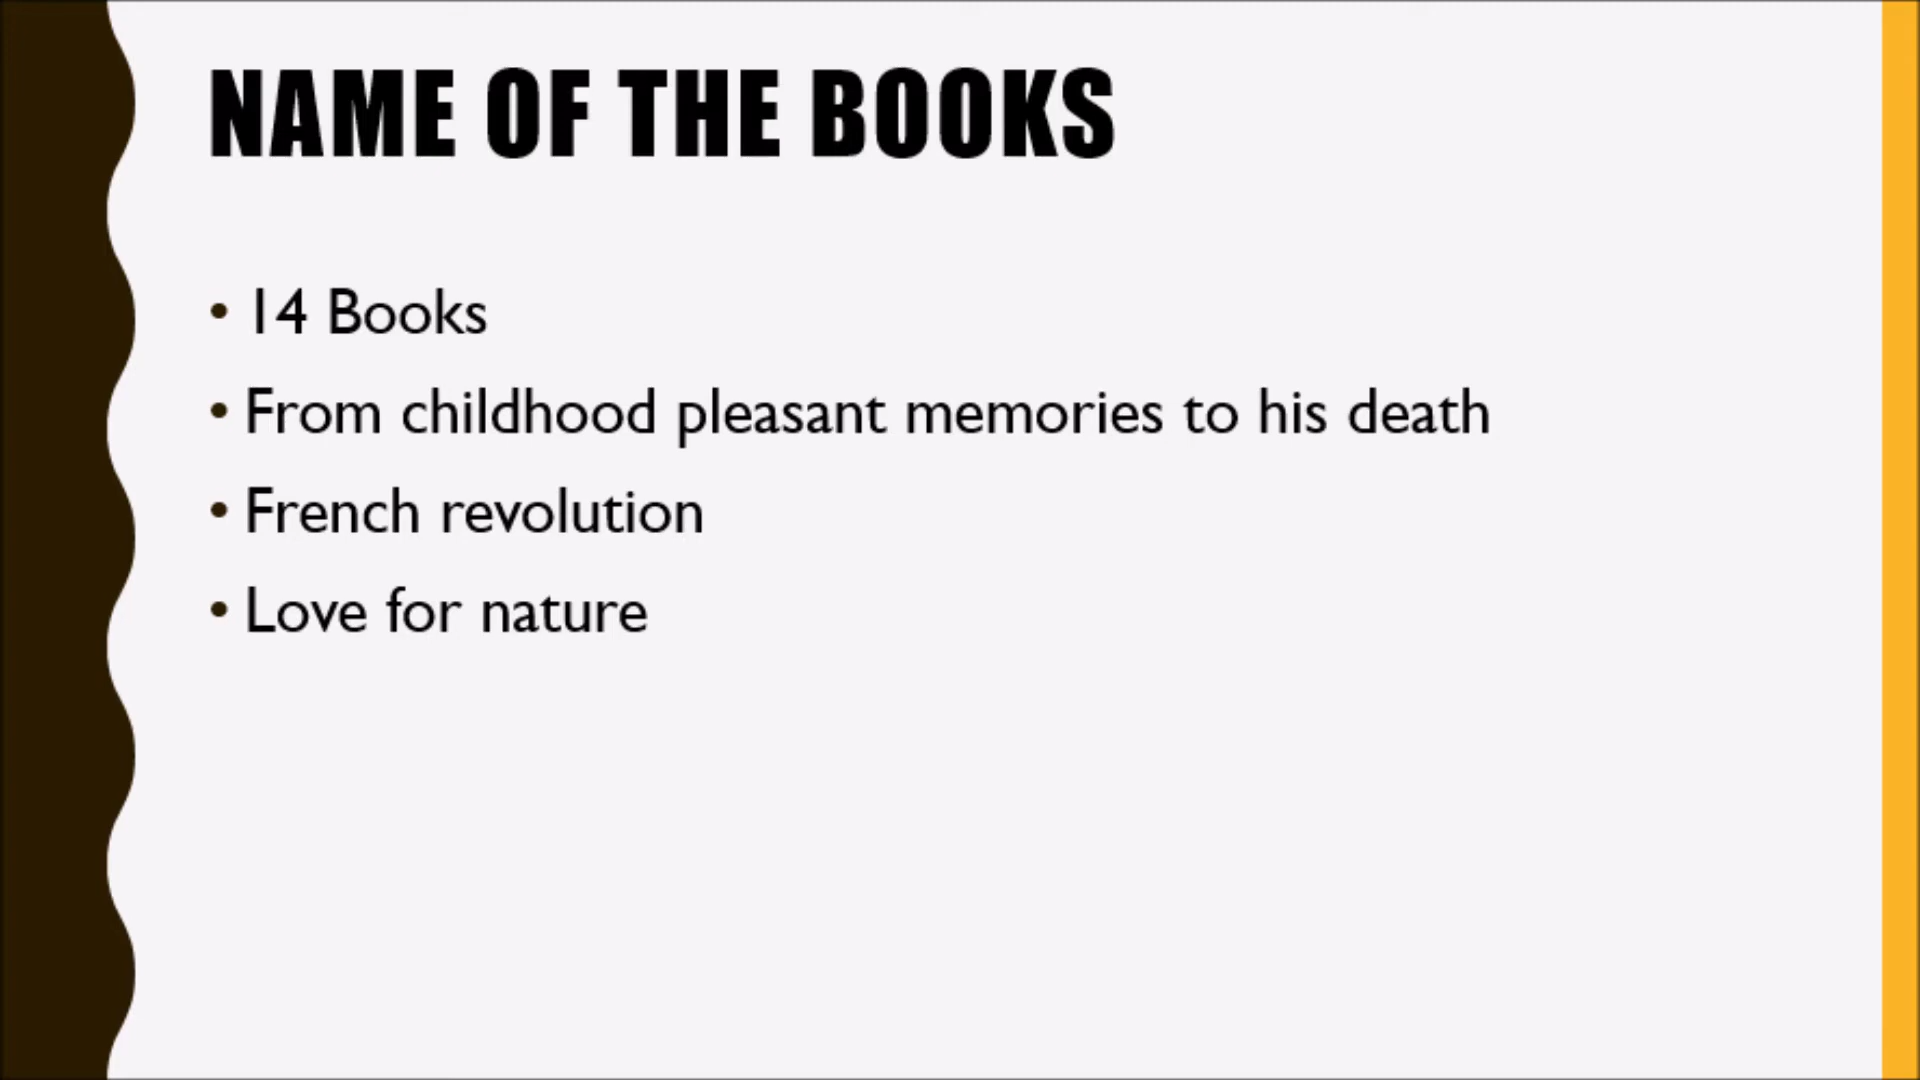 NAME OF THE BOOKS
• 14 Books
• From childhood pleasant memories to his death
• French revolution
• Love for nature